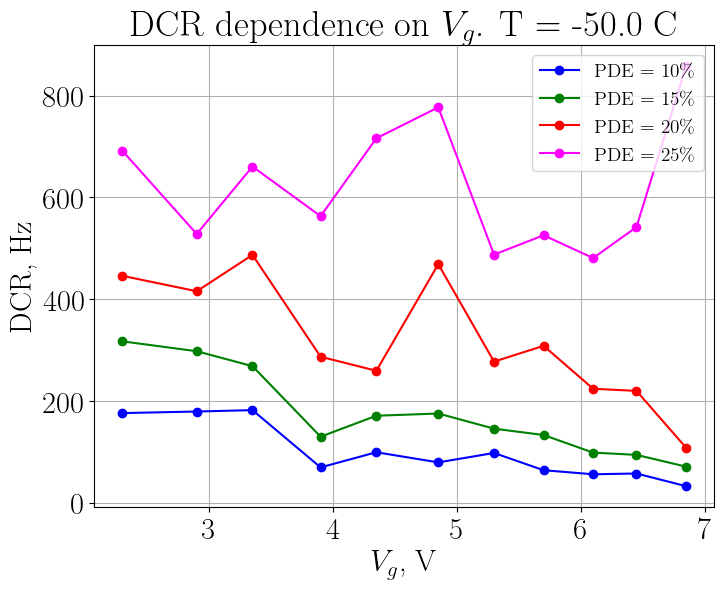 DCR dependence on V_g. T = -50.0 C
PDE = 10%
PDE = 15%
PDE = 20%
PDE = 25%
DCR, Hz
800
600
400
200
0
3 4 5 6 7
V_g, V